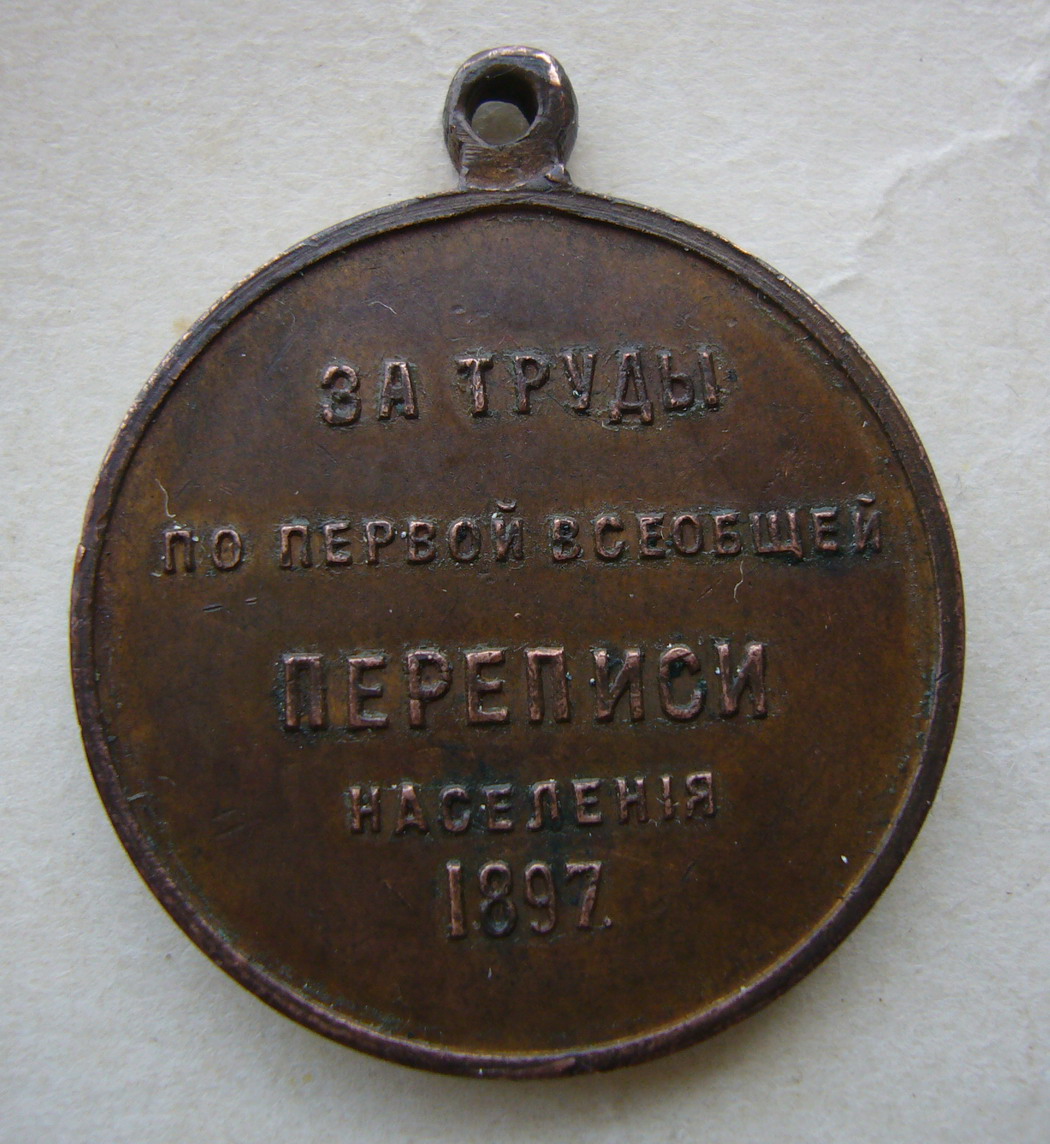 ЗА ТРУДЫ
ПО ПЕРВОЙ ВСЕОБЩЕЙ
ПЕРЕПИСИ
НАСЕЛЕНІЯ
1897.